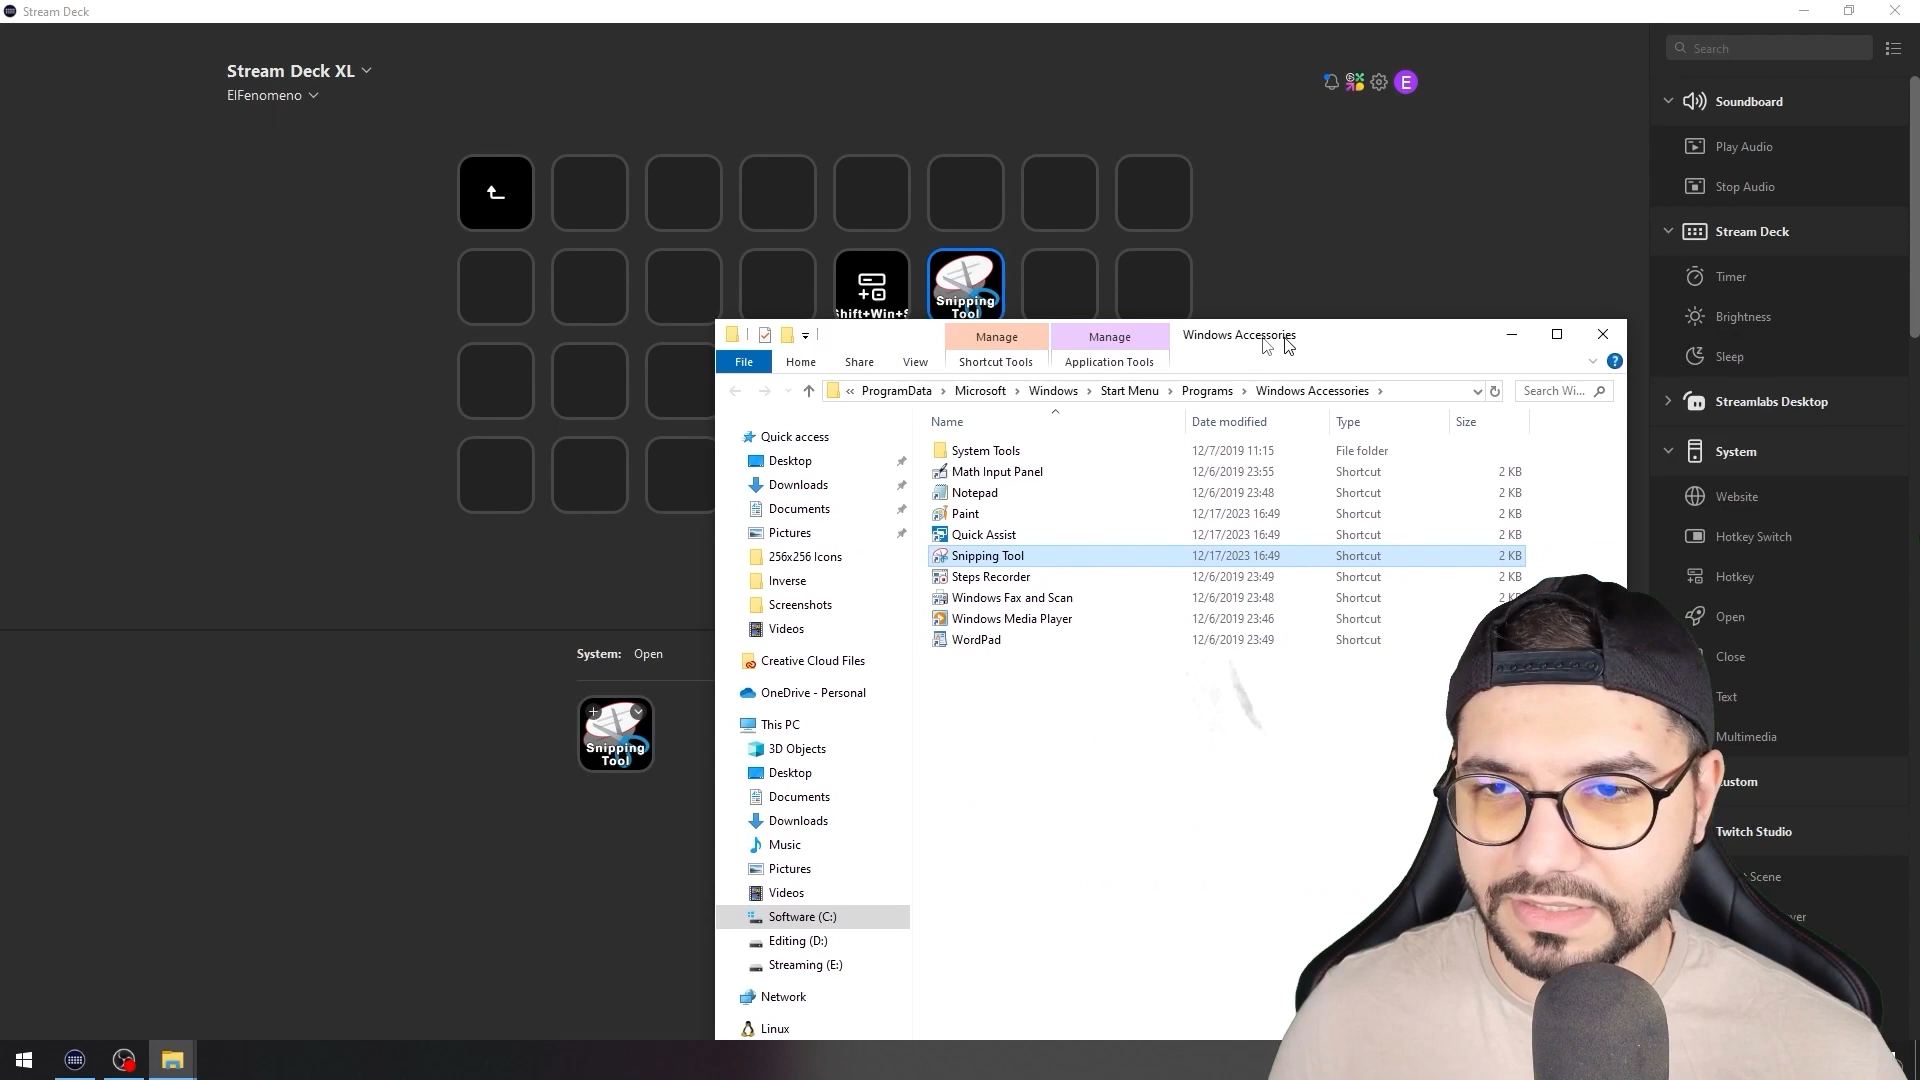 Stream Deck
Stream Deck XL
ElFenomeno
E
Search
Soundboard
Play Audio
Stop Audio
Stream Deck
Timer
Brightness
Sleep
Streamlabs Desktop
System
Website
Hotkey Switch
Hotkey
Open
Close
Text
Multimedia
Twitch Studio
Scene
Snipping
Tool
Manage
Manage
Windows Accessories
File
Home
Share
View
Shortcut Tools
Application Tools
?
« ProgramData › Microsoft › Windows › Start Menu › Programs › Windows Accessories ›
Search Wi...
Name Date modified Type Size
System Tools 12/7/2019 11:15 File folder
Math Input Panel 12/6/2019 23:55 Shortcut 2 KB
Notepad 12/6/2019 23:48 Shortcut 2 KB
Paint 12/17/2023 16:49 Shortcut 2 KB
Quick Assist 12/17/2023 16:49 Shortcut 2 KB
Snipping Tool 12/17/2023 16:49 Shortcut 2 KB
Steps Recorder 12/6/2019 23:49 Shortcut 2 KB
Windows Fax and Scan 12/6/2019 23:48 Shortcut
Windows Media Player 12/6/2019 23:46 Shortcut
WordPad 12/6/2019 23:49 Shortcut
Quick access
Desktop
Downloads
Documents
Pictures
256x256 Icons
Inverse
Screenshots
Videos
Creative Cloud Files
OneDrive - Personal
This PC
3D Objects
Desktop
Documents
Downloads
Music
Pictures
Videos
Software (C:)
Editing (D:)
Streaming (E:)
Network
Linux
System: Open
Snipping
Tool